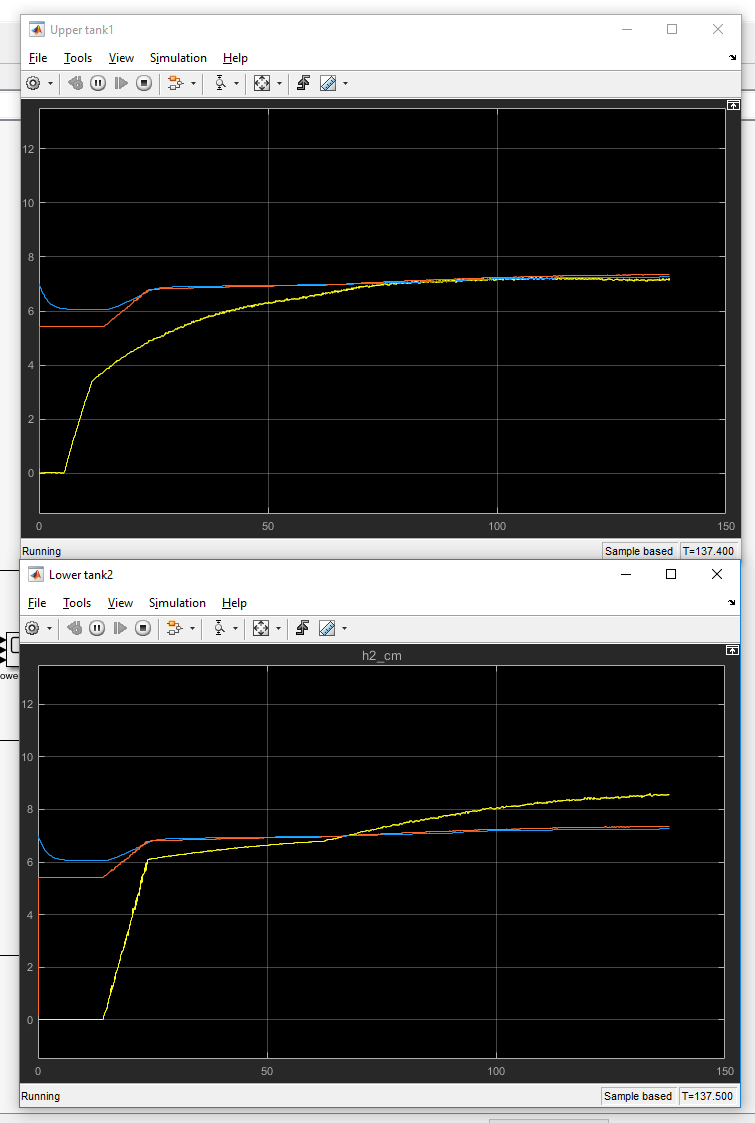 Upper tank1
File Tools View Simulation Help
12
10
8
6
4
2
0
0 50 100 150
Running Sample based T=137.400
Lower tank2
File Tools View Simulation Help
h2_cm
12
10
8
6
4
2
0
0 50 100 150
Running Sample based T=137.500